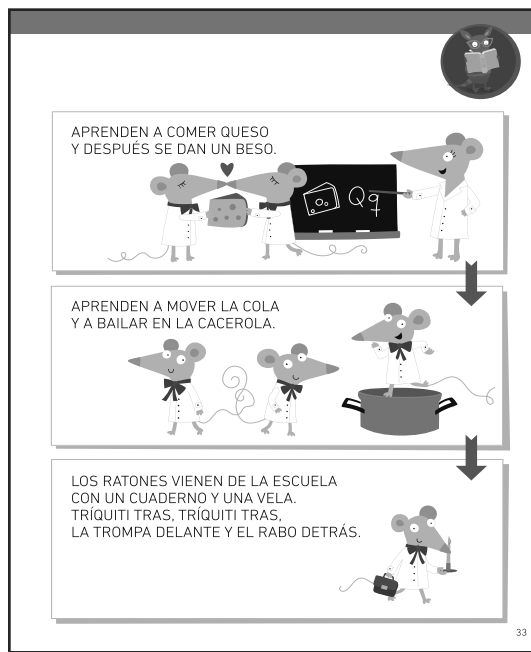 APRENDEN A COMER QUESO
Y DESPUÉS SE DAN UN BESO.
Qq
APRENDEN A MOVER LA COLA
Y A BAILAR EN LA CACEROLA.
LOS RATONES VIENEN DE LA ESCUELA
CON UN CUADERNO Y UNA VELA.
TRÍQUITI TRAS, TRÍQUITI TRAS,
LA TROMPA DELANTE Y EL RABO DETRÁS.
33